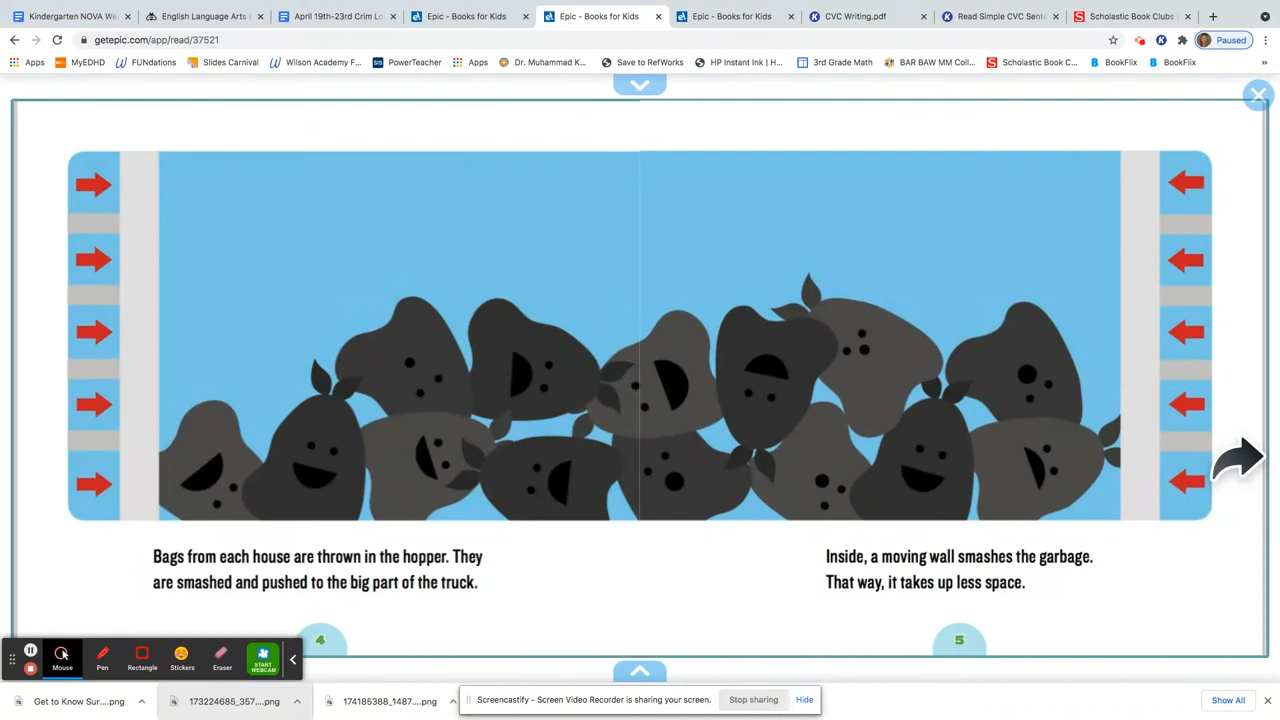 Kindergarten NOVA We
English Language Arts
April 19th-23rd Crim Lo
Epic - Books for Kids
Epic - Books for Kids
Epic - Books for Kids
CVC Writing.pdf
Read Simple CVC Sent
Scholastic Book Clubs
getepic.com/app/read/37521
Paused
Apps
MyEDHD
FUNdations
Slides Carnival
Wilson Academy F...
PowerTeacher
Apps
Dr. Muhammad K...
Save to RefWorks
HP Instant Ink | H...
3rd Grade Math
BAR BAW MM Coll...
Scholastic Book C...
BookFlix
BookFlix
Bags from each house are thrown in the hopper. They
are smashed and pushed to the big part of the truck.
Inside, a moving wall smashes the garbage.
That way, it takes up less space.
4
5
Mouse
Pen
Rectangle
Stickers
Eraser
START
WEBCAM
Get to Know Sur....png
173224685_357....png
174185388_1487....png
Screencastify - Screen Video Recorder is sharing your screen.
Stop sharing
Hide
Show All